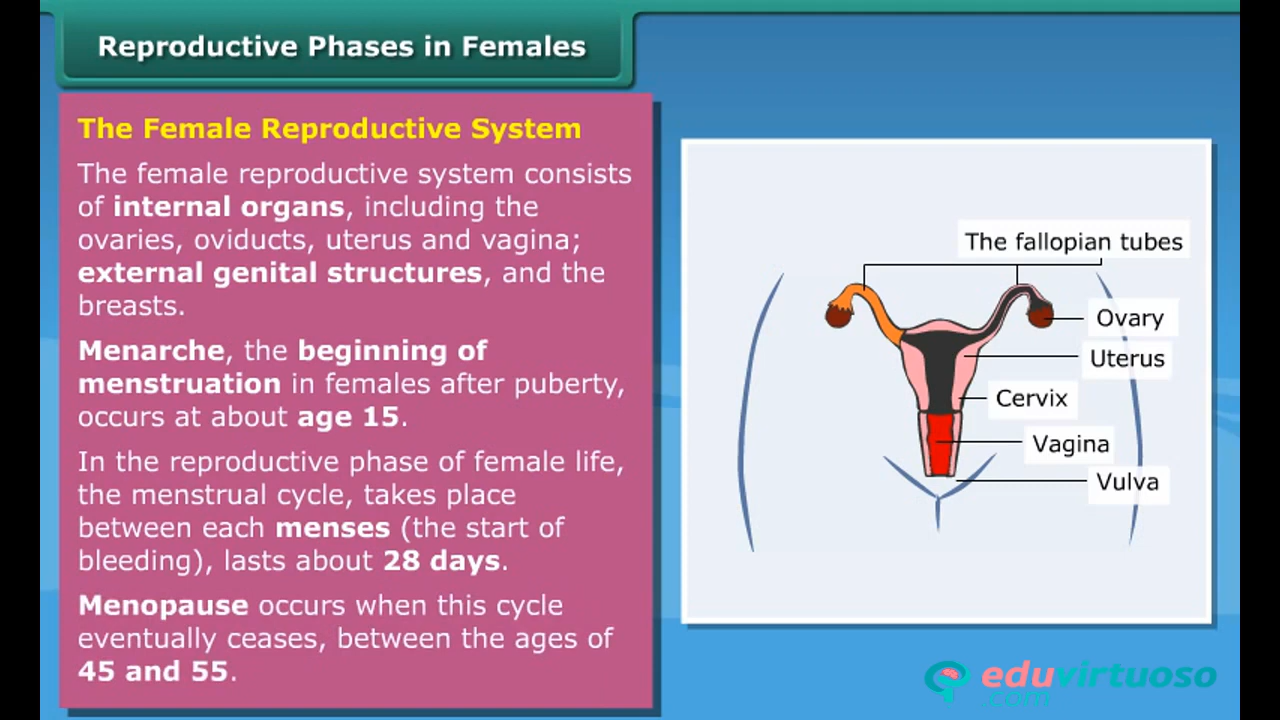 Reproductive Phases in Females
The Female Reproductive System
The female reproductive system consists
of internal organs, including the
ovaries, oviducts, uterus and vagina;
external genital structures, and the
breasts.
Menarche, the beginning of
menstruation in females after puberty,
occurs at about age 15.
In the reproductive phase of female life,
the menstrual cycle, takes place
between each menses (the start of
bleeding), lasts about 28 days.
Menopause occurs when this cycle
eventually ceases, between the ages of
45 and 55.
The fallopian tubes
Ovary
Uterus
Cervix
Vagina
Vulva
eduvirtuoso
.com